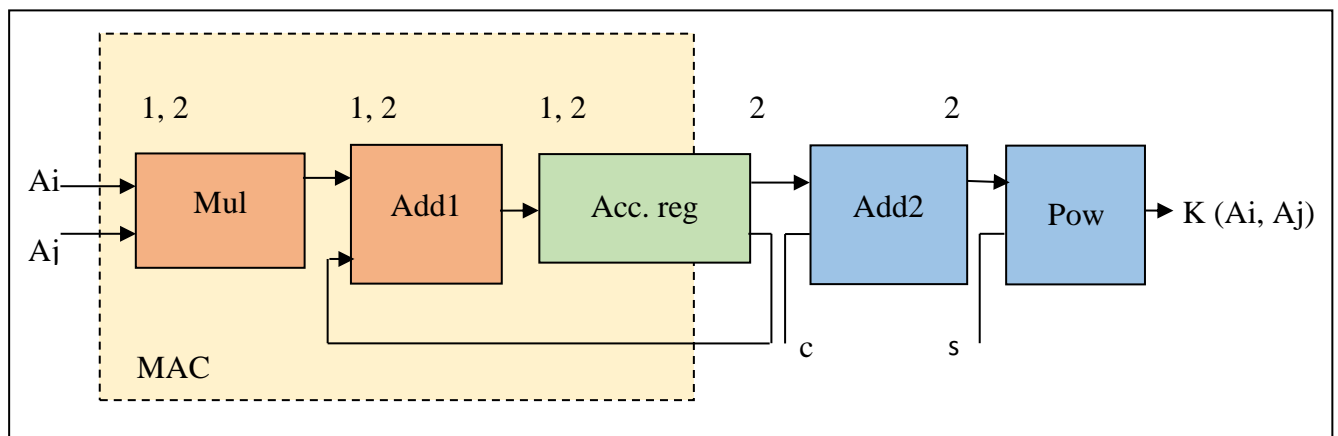 1, 2
1, 2
1, 2
2
2
Ai
Aj
Mul
Add1
Acc. reg
Add2
Pow
K (Ai, Aj)
c
s
MAC